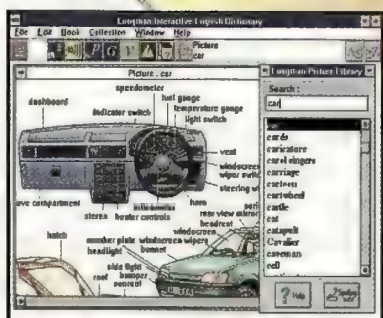 Longman Interactive English Dictionary
File Edit Book Collection Window Help
P G V
Picture
car
Picture : car
Longman Picture Library
Search :
car
car
cards
caricature
carol singers
carriage
cartoon
cartwheel
castle
cat
catapult
Cavalier
caveman
cell
Help
speedometer
fuel gauge
indicator switch
temperature gauge
dashboard
light switch
vent
windscreen
wiper switch
steering
horn
glove compartment
stereo
heater controls
rear view mirror
headrest
windscreen
hatch
number plate
windscreen wipers
headlight
bonnet
side light
bumper
roof
sunroof